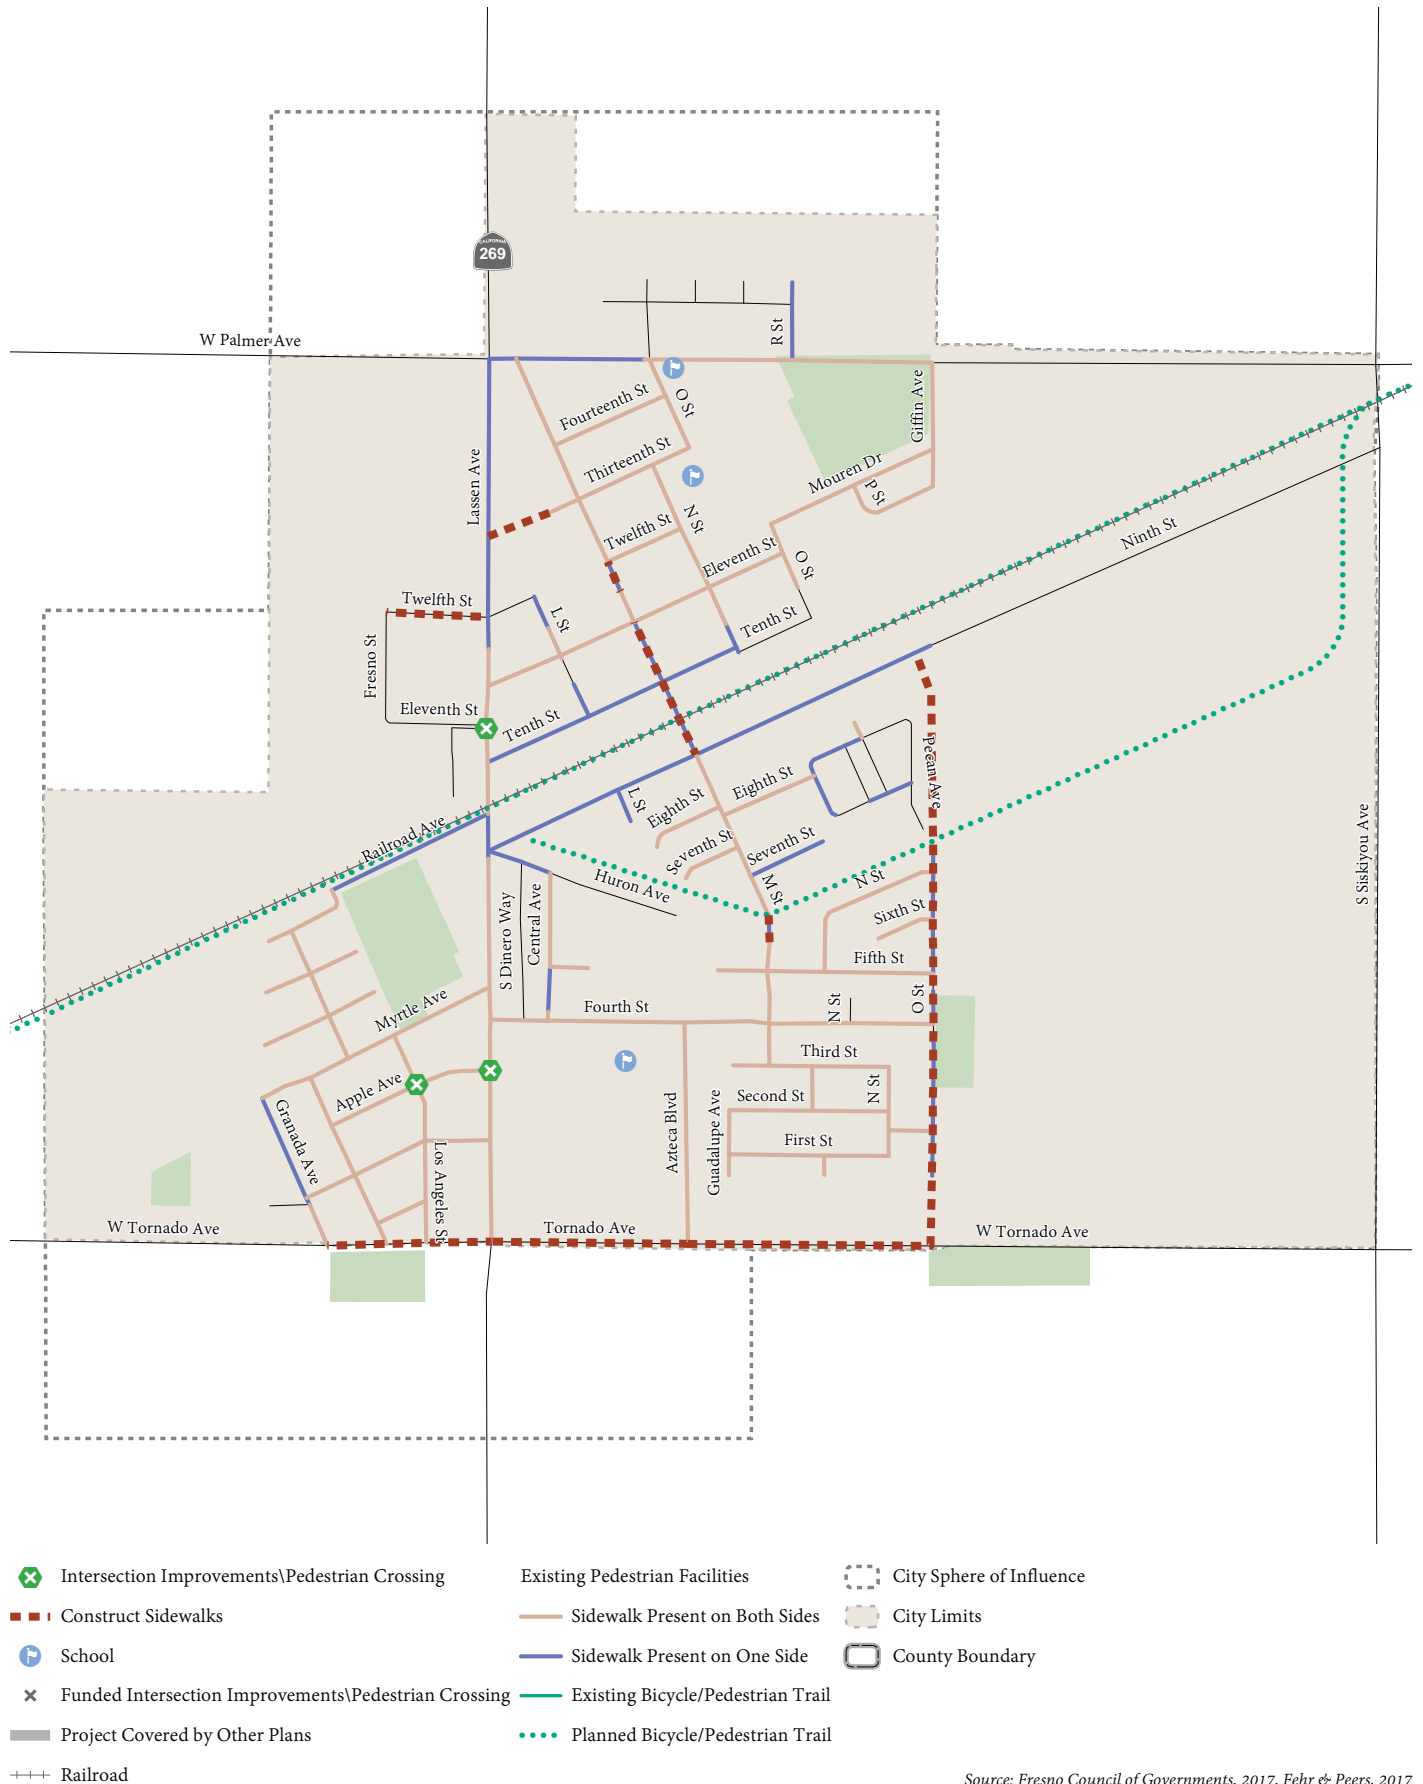 CALIFORNIA
269
W Palmer Ave
R St
Fourteenth St
O St
Giffin Ave
Thirteenth St
Lassen Ave
Mouren Dr
P St
N St
Twelfth St
Ninth St
Eleventh St
O St
Twelfth St
L St
Tenth St
Fresno St
Eleventh St
Tenth St
Pecan Ave
Eighth St
L St
Eighth St
Railroad Ave
Seventh St
Seventh St
S Siskiyou Ave
Huron Ave
M St
N St
S Dinero Way
Central Ave
Sixth St
Fifth St
Myrtle Ave
Fourth St
N St
O St
Third St
Apple Ave
Second St
N St
Granada Ave
Azteca Blvd
Guadalupe Ave
First St
Los Angeles St
W Tornado Ave
Tornado Ave
W Tornado Ave
Intersection Improvements\Pedestrian Crossing
Construct Sidewalks
School
Funded Intersection Improvements\Pedestrian Crossing
Project Covered by Other Plans
Railroad
Existing Pedestrian Facilities
Sidewalk Present on Both Sides
Sidewalk Present on One Side
Existing Bicycle/Pedestrian Trail
Planned Bicycle/Pedestrian Trail
City Sphere of Influence
City Limits
County Boundary
Source: Fresno Council of Governments, 2017, Fehr & Peers, 2017